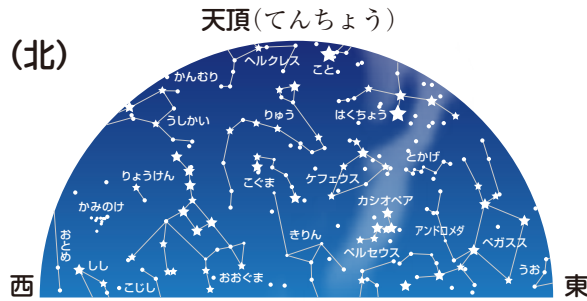 天頂(てんちょう)
(北)
ヘルクレス
こと
かんむり
はくちょう
りゅう
うしかい
とかげ
りょうけん
こぐま
ケフェウス
かみのけ
カシオペア
アンドロメダ
おとめ
きりん
ペルセウス
ペガスス
しし
おおぐま
うお
こじし
西
東